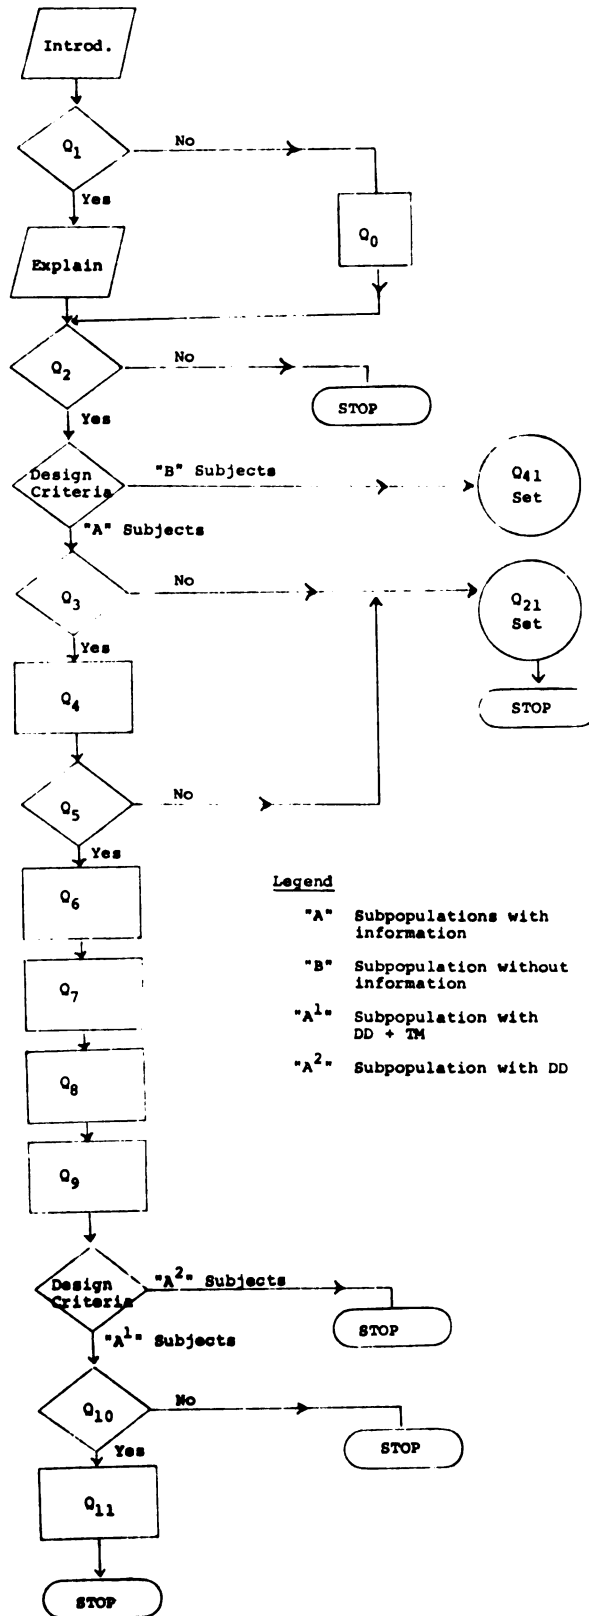 Introd.
Q1
No
Yes
Explain
Q0
Q2
No
STOP
Yes
Design
Criteria
"B" Subjects
Q41
Set
"A" Subjects
Q3
No
Q21
Set
Yes
STOP
Q4
Q5
No
Yes
Q6
Legend
"A" Subpopulations with
information
"B" Subpopulation without
information
"A1" Subpopulation with
DD + TM
"A2" Subpopulation with DD
Q7
Q8
Q9
Design
Criteria
"A2" Subjects
STOP
"A1" Subjects
Q10
No
STOP
Yes
Q11
STOP